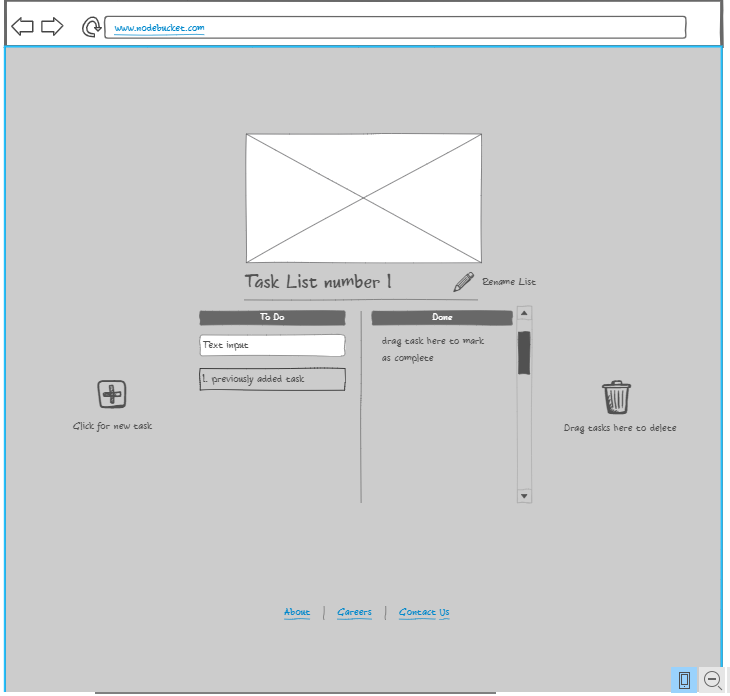 www.nodebucket.com
Task List number 1
Rename List
To Do
Done
Text input
drag task here to mark
as complete
1. previously added task
Click for new task
Drag tasks here to delete
About | Careers | Contact Us